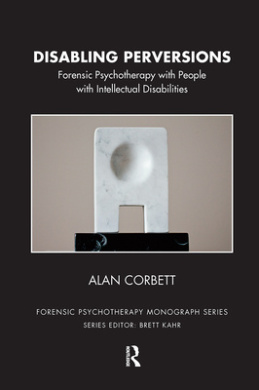 DISABLING PERVERSIONS
Forensic Psychotherapy with People
with Intellectual Disabilities
ALAN CORBETT
FORENSIC PSYCHOTHERAPY MONOGRAPH SERIES
SERIES EDITOR: BRETT KAHR
R